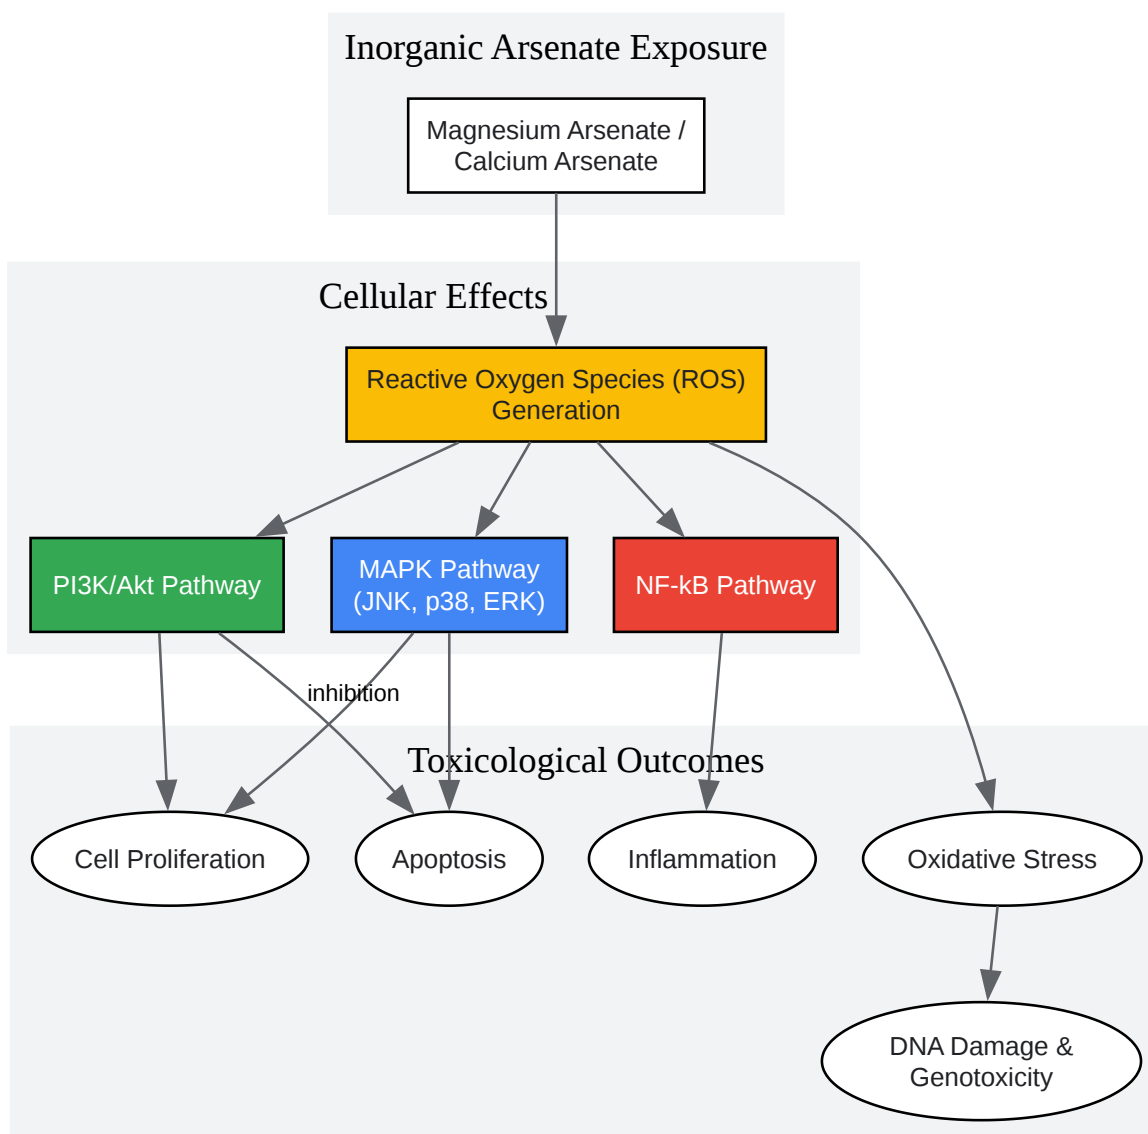 Inorganic Arsenate Exposure
Magnesium Arsenate /
Calcium Arsenate
Cellular Effects
Reactive Oxygen Species (ROS)
Generation
PI3K/Akt Pathway
MAPK Pathway
(JNK, p38, ERK)
NF-kB Pathway
inhibition
Toxicological Outcomes
Cell Proliferation
Apoptosis
Inflammation
Oxidative Stress
DNA Damage &
Genotoxicity